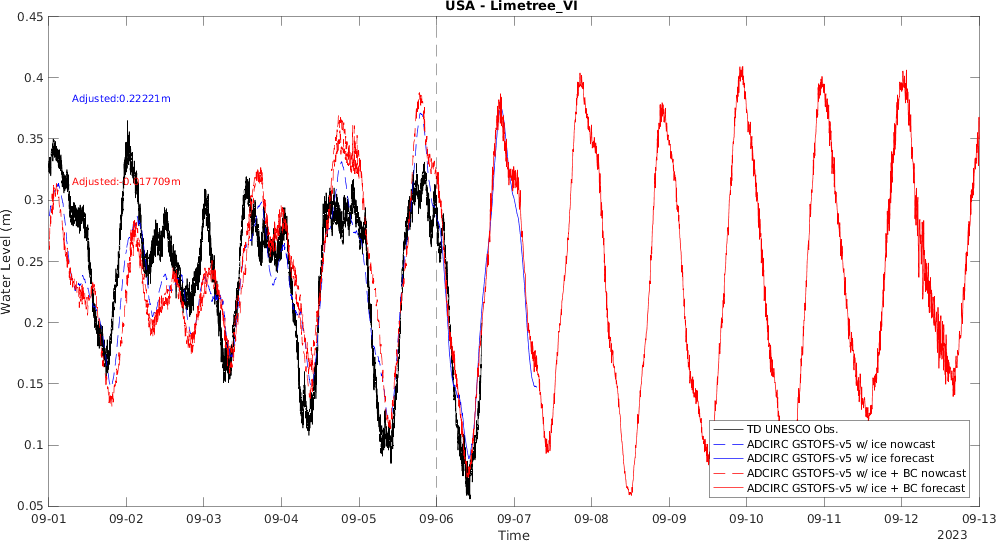 USA - Limetree_VI
0.45
0.4
0.35
0.3
0.25
0.2
0.15
0.1
0.05
Water Level (m)
Adjusted:0.22221m
Adjusted:-0.017709m
TD UNESCO Obs.
ADCIRC GSTOFS-v5 w/ ice nowcast
ADCIRC GSTOFS-v5 w/ ice forecast
ADCIRC GSTOFS-v5 w/ ice + BC nowcast
ADCIRC GSTOFS-v5 w/ ice + BC forecast
09-01 09-02 09-03 09-04 09-05 09-06 09-07 09-08 09-09 09-10 09-11 09-12 09-13
Time
2023